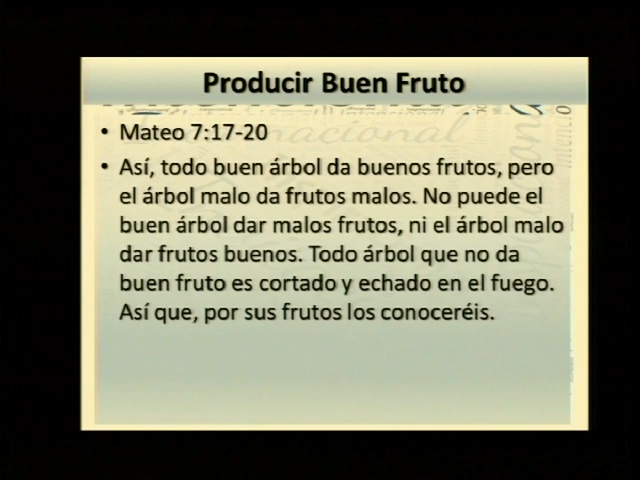 Producir Buen Fruto
• Mateo 7:17-20
• Así, todo buen árbol da buenos frutos, pero
el árbol malo da frutos malos. No puede el
buen árbol dar malos frutos, ni el árbol malo
dar frutos buenos. Todo árbol que no da
buen fruto es cortado y echado en el fuego.
Así que, por sus frutos los conoceréis.
nacional